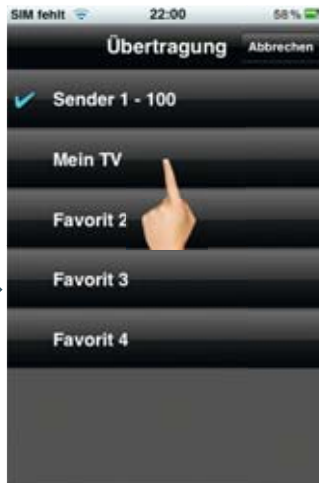 SIM fehlt 22:00 58 %
Übertragung Abbrechen
Sender 1 - 100
Mein TV
Favorit 2
Favorit 3
Favorit 4